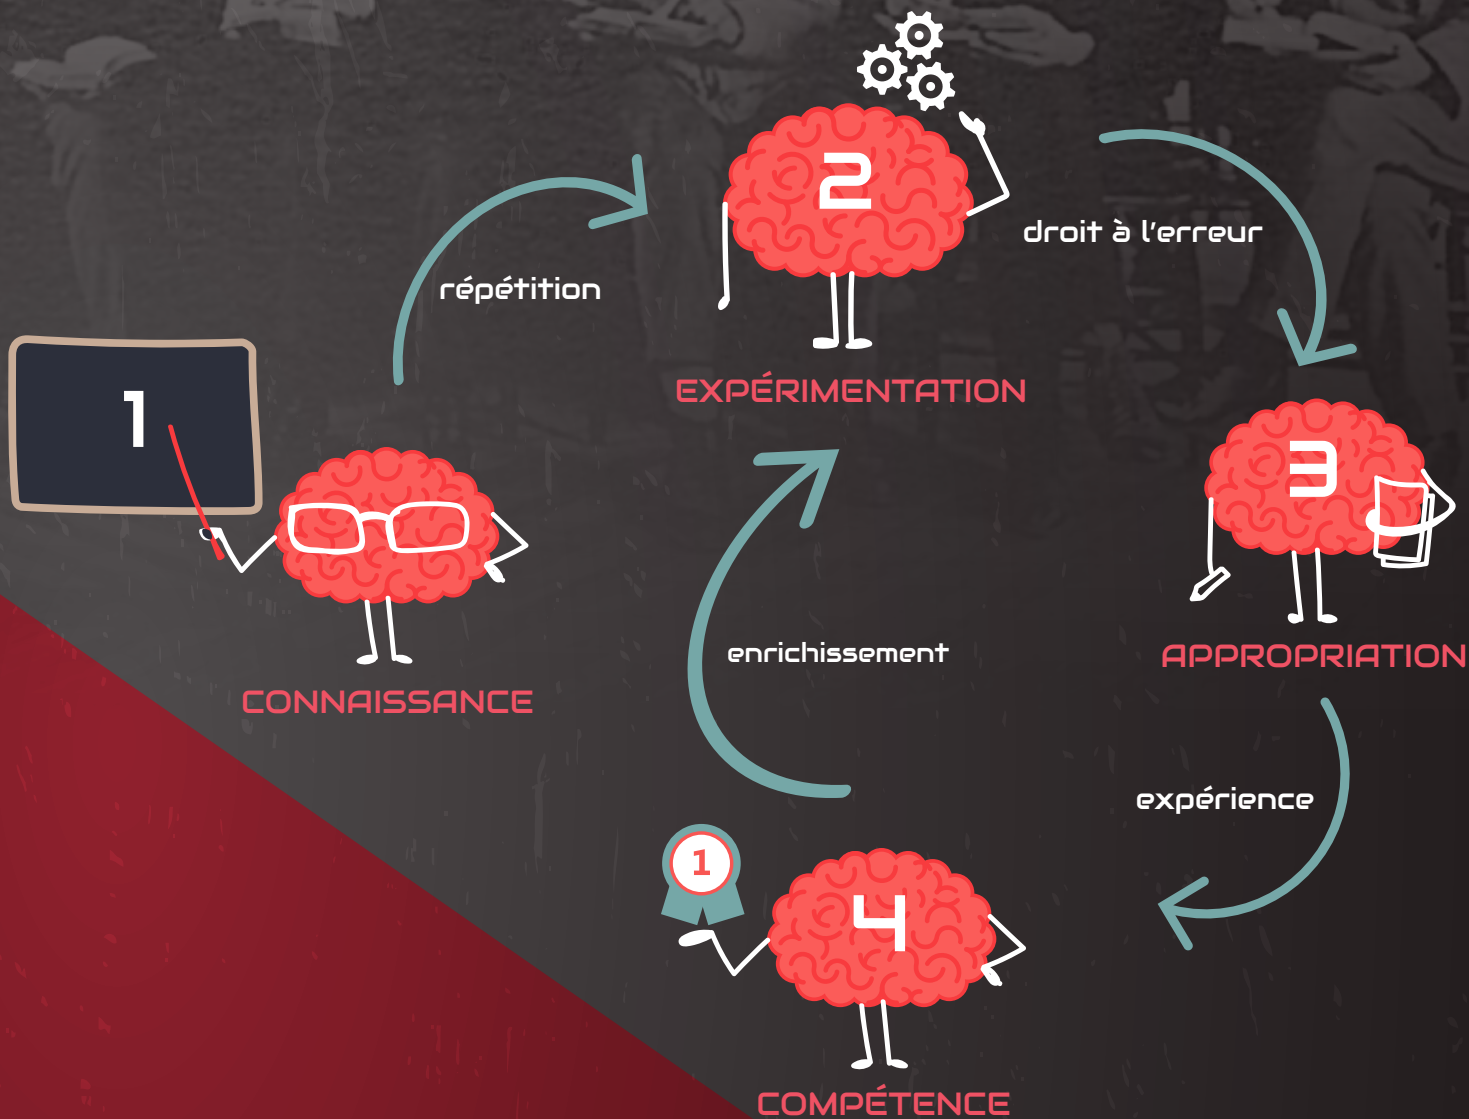 2
droit à l'erreur
répétition
EXPÉRIMENTATION
1
3
enrichissement
APPROPRIATION
CONNAISSANCE
expérience
1
4
COMPÉTENCE